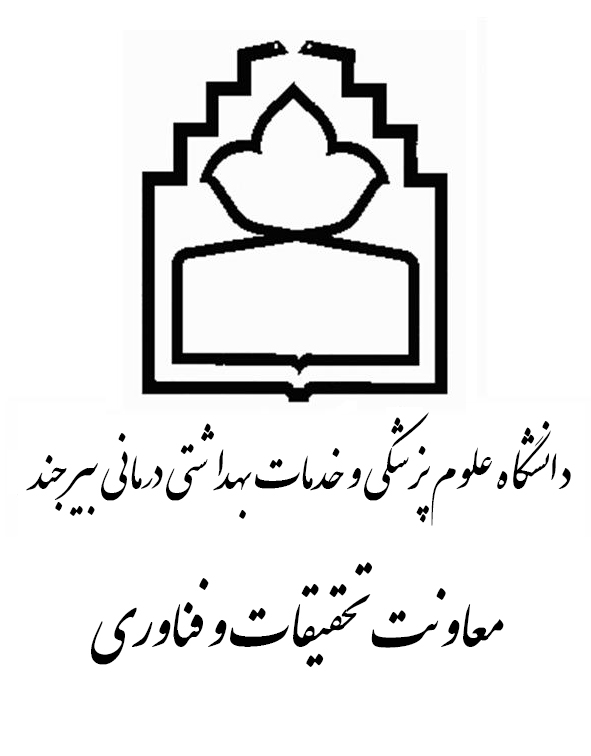 دانشگاه علوم پزشکی و خدمات بهداشتی درمانی بیرجند
معاونت تحقیقات و فناوری